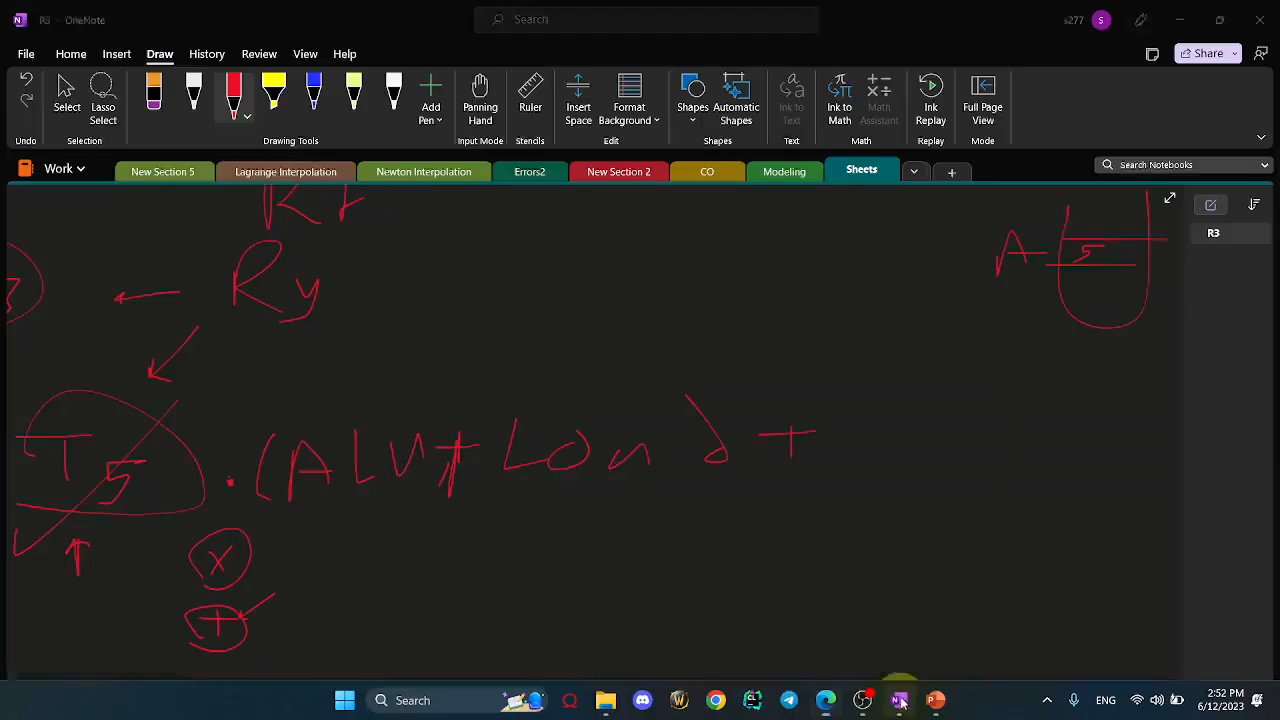 R3 - OneNote
Search
s277
S
File Home Insert Draw History Review View Help
Share
Undo
Select
Lasso Select
Selection
Drawing Tools
Add Pen
Panning Hand
Input Mode
Ruler
Stencils
Insert Space
Format Background
Edit
Shapes
Automatic Shapes
Shapes
Ink to Text
Text
Ink to Math
Math Assistant
Math
Ink Replay
Replay
Full Page View
Mode
Work
New Section 5
Lagrange Interpolation
Newton Interpolation
Errors2
New Section 2
CO
Modeling
Sheets
Search Notebooks
R3
A
5
Ry
T5 . (ALU + Load) +
x
+
Search
ENG
2:52 PM
6/12/2023